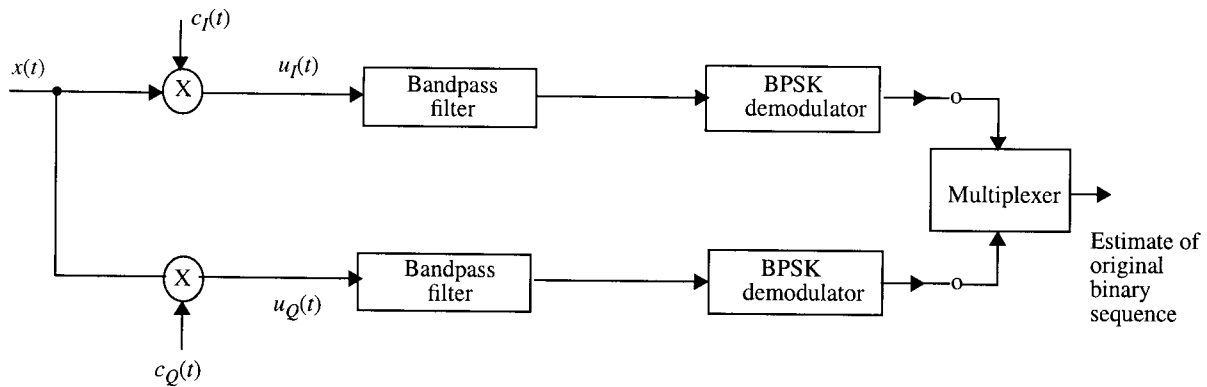 c_I(t)
x(t)
X
u_I(t)
Bandpass
filter
BPSK
demodulator
o
Multiplexer
X
u_Q(t)
Bandpass
filter
BPSK
demodulator
o
Estimate of
original
binary
sequence
c_Q(t)